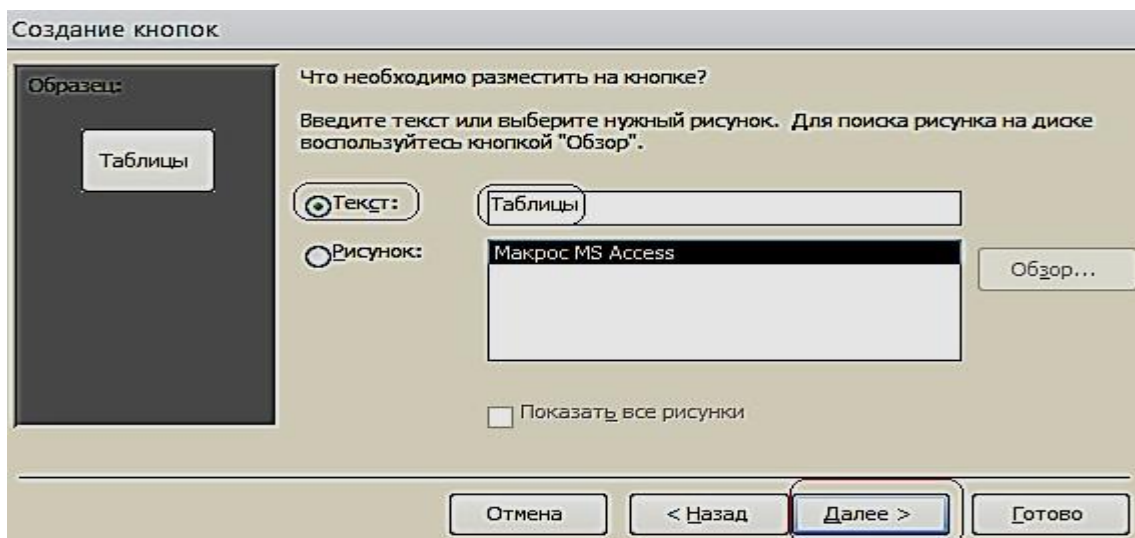 Создание кнопок
Образец:
Таблицы
Что необходимо разместить на кнопке?
Введите текст или выберите нужный рисунок. Для поиска рисунка на диске
воспользуйтесь кнопкой "Обзор".
Текст:
Таблицы
Рисунок:
Макрос MS Access
Обзор...
Показать все рисунки
Отмена
< Назад
Далее >
Готово